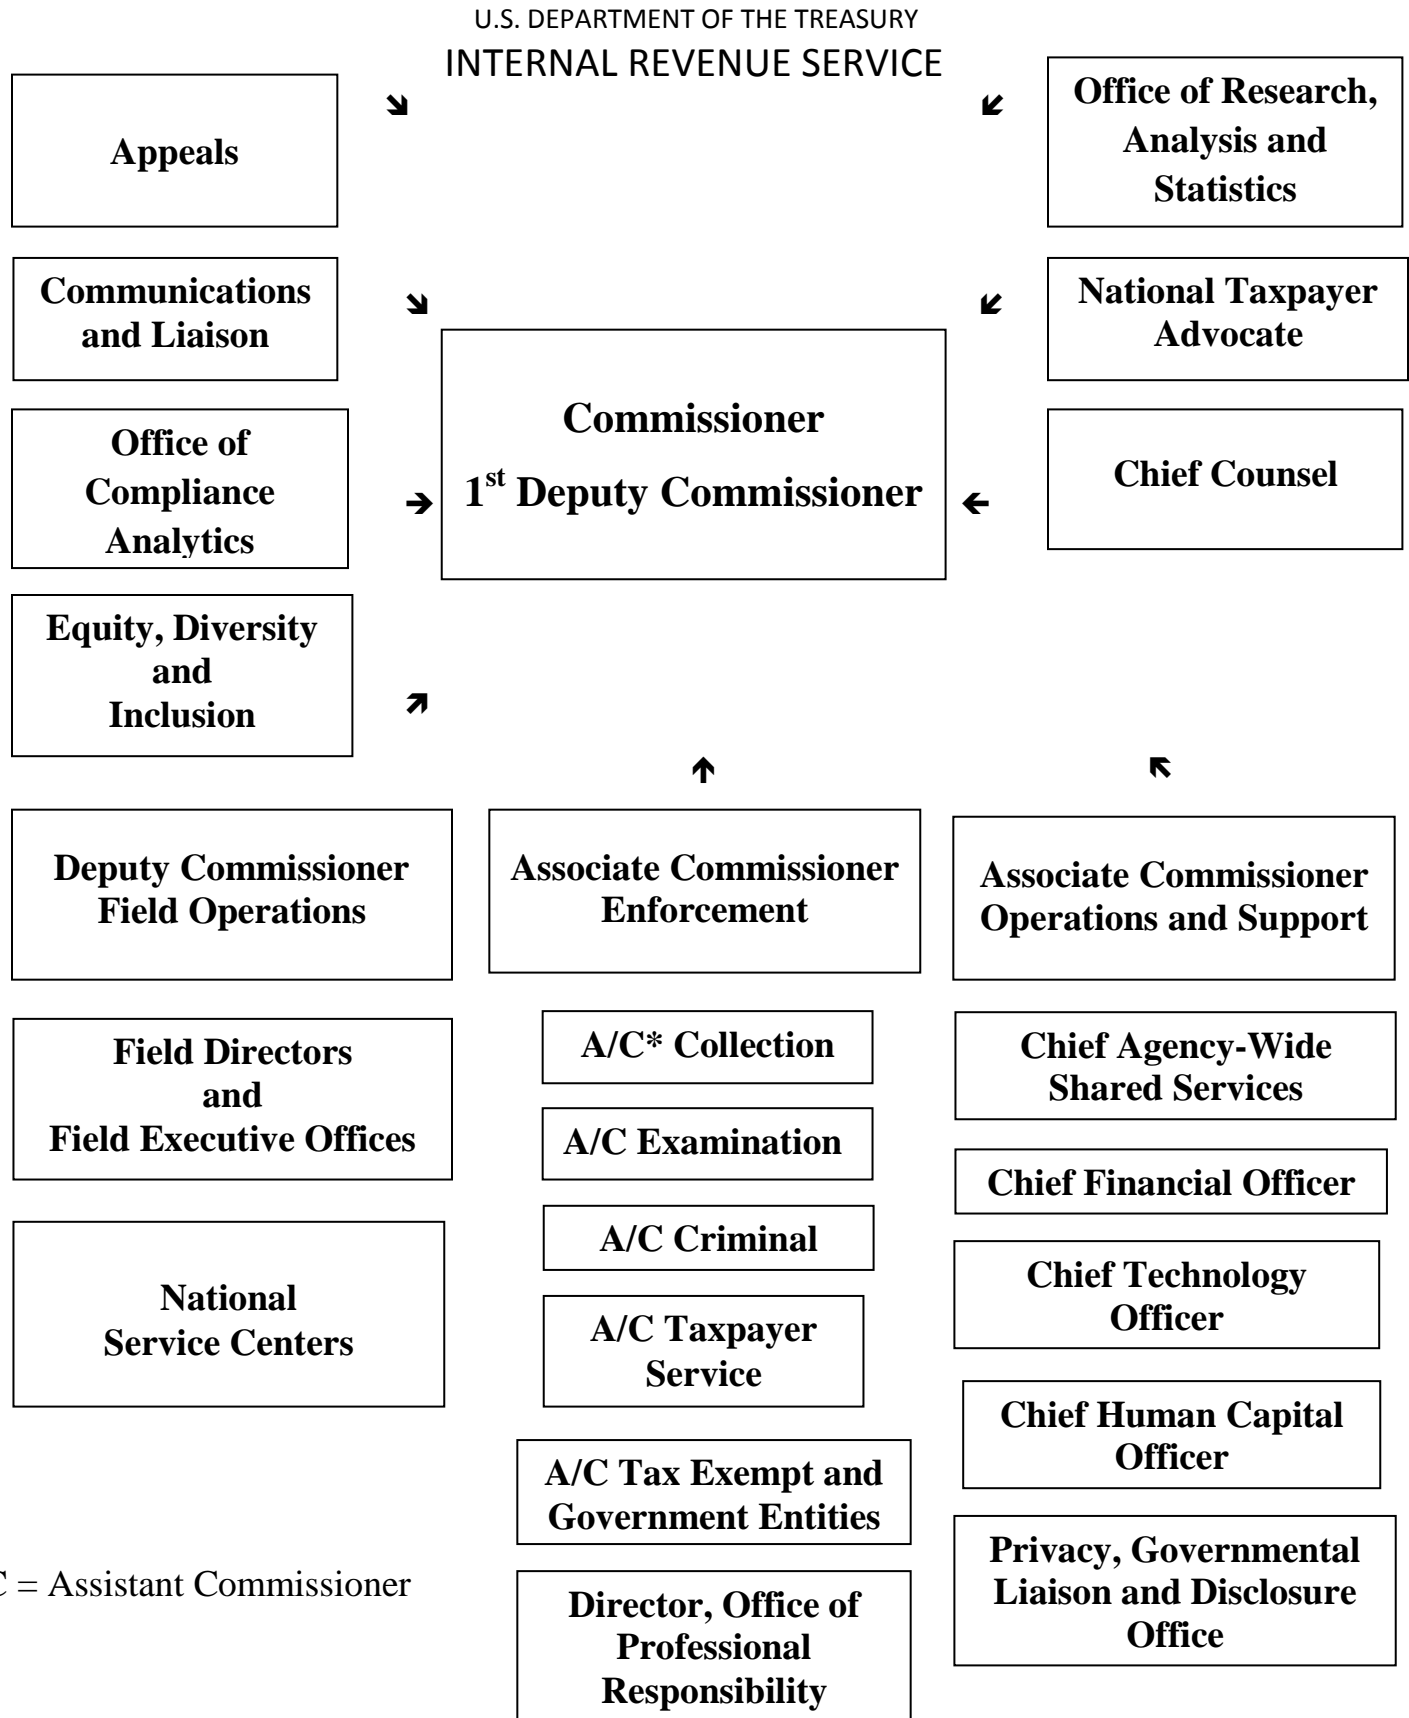 U.S. DEPARTMENT OF THE TREASURY
INTERNAL REVENUE SERVICE
Appeals
Office of Research,
Analysis and
Statistics
Communications
and Liaison
National Taxpayer
Advocate
Office of
Compliance
Analytics
Commissioner
1st Deputy Commissioner
Chief Counsel
Equity, Diversity
and
Inclusion
Deputy Commissioner
Field Operations
Field Directors
and
Field Executive Offices
National
Service Centers
Associate Commissioner
Enforcement
A/C* Collection
A/C Examination
A/C Criminal
A/C Taxpayer
Service
A/C Tax Exempt and
Government Entities
Director, Office of
Professional
Responsibility
Associate Commissioner
Operations and Support
Chief Agency-Wide
Shared Services
Chief Financial Officer
Chief Technology
Officer
Chief Human Capital
Officer
Privacy, Governmental
Liaison and Disclosure
Office
C = Assistant Commissioner